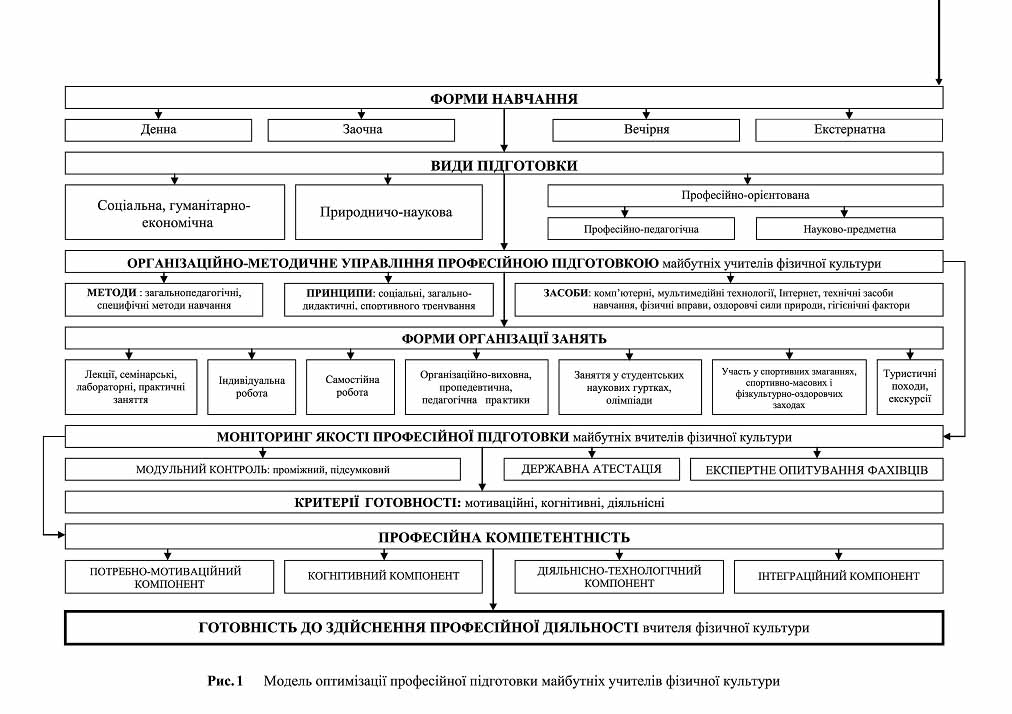 ФОРМИ НАВЧАННЯ
Денна
Заочна
Вечірня
Екстернатна
ВИДИ ПІДГОТОВКИ
Соціальна, гуманітарно-
економічна
Природничо-наукова
Професійно-орієнтована
Професійно-педагогічна
Науково-предметна
ОРГАНІЗАЦІЙНО-МЕТОДИЧНЕ УПРАВЛІННЯ ПРОФЕСІЙНОЮ ПІДГОТОВКОЮ майбутніх учителів фізичної культури
МЕТОДИ : загальнопедагогічні,
специфічні методи навчання
ПРИНЦИПИ: соціальні, загально-
дидактичні, спортивного тренування
ЗАСОБИ: комп’ютерні, мультимедійні технології, Інтернет, технічні засоби
навчання, фізичні вправи, оздоровчі сили природи, гігієнічні фактори
ФОРМИ ОРГАНІЗАЦІЇ ЗАНЯТЬ
Лекції, семінарські,
лабораторні, практичні
заняття
Індивідуальна
робота
Самостійна
робота
Організаційно-виховна,
пропедевтична,
педагогічна практики
Заняття у студентських
наукових гуртках,
олімпіади
Участь у спортивних змаганнях,
спортивно-масових і
фізкультурно-оздоровчих
заходах
Туристичні
походи,
екскурсії
МОНІТОРИНГ ЯКОСТІ ПРОФЕСІЙНОЇ ПІДГОТОВКИ майбутніх вчителів фізичної культури
МОДУЛЬНИЙ КОНТРОЛЬ: проміжний, підсумковий
ДЕРЖАВНА АТЕСТАЦІЯ
ЕКСПЕРТНЕ ОПИТУВАННЯ ФАХІВЦІВ
КРИТЕРІЇ ГОТОВНОСТІ: мотиваційні, когнітивні, діяльнісні
ПРОФЕСІЙНА КОМПЕТЕНТНІСТЬ
ПОТРЕБНО-МОТИВАЦІЙНИЙ
КОМПОНЕНТ
КОГНІТИВНИЙ КОМПОНЕНТ
ДІЯЛЬНІСНО-ТЕХНОЛОГІЧНИЙ
КОМПОНЕНТ
ІНТЕГРАЦІЙНИЙ КОМПОНЕНТ
ГОТОВНІСТЬ ДО ЗДІЙСНЕННЯ ПРОФЕСІЙНОЇ ДІЯЛЬНОСТІ вчителя фізичної культури
Рис. 1 Модель оптимізації професійної підготовки майбутніх учителів фізичної культури